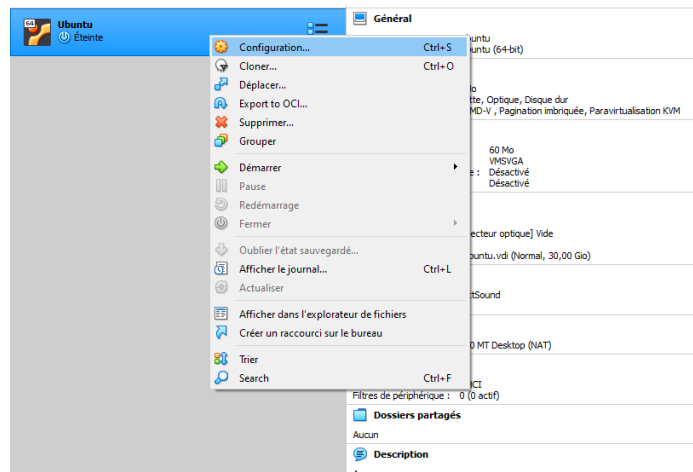 64
Ubuntu
Éteinte
Configuration... Ctrl+S
Cloner... Ctrl+O
Déplacer...
Export to OCI...
Supprimer...
Grouper
Démarrer
Pause
Redémarrage
Fermer
Oublier l'état sauvegardé...
Afficher le journal... Ctrl+L
Actualiser
Afficher dans l'explorateur de fichiers
Créer un raccourci sur le bureau
Trier
Search Ctrl+F
Général
untu
untu (64-bit)
tte, Optique, Disque dur
MD-V , Pagination imbriquée, Paravirtualisation KVM
60 Mo
VMSVGA
: Désactivé
Désactivé
ecteur optique] Vide
untu.vdi (Normal, 30,00 Gio)
tSound
0 MT Desktop (NAT)
HCI
Filtres de périphérique : 0 (0 actif)
Dossiers partagés
Aucun
Description